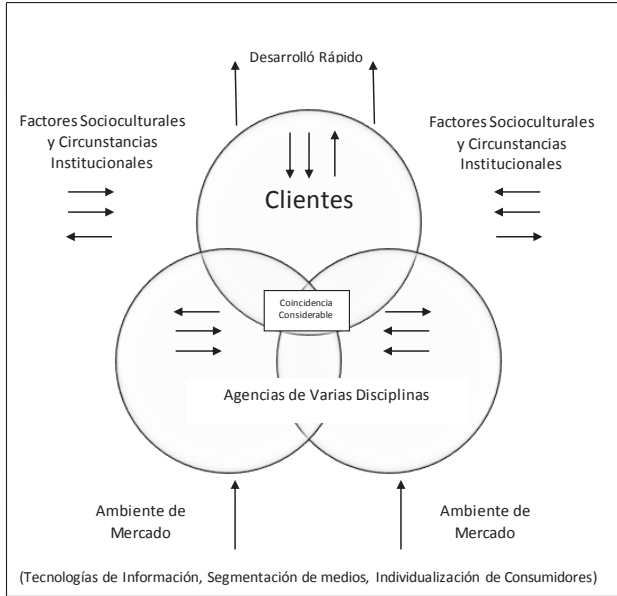 Desarrolló Rápido
Factores Socioculturales
y Circunstancias
Institucionales
Factores Socioculturales
y Circunstancias
Institucionales
Clientes
Coincidencia
Considerable
Agencias de Varias Disciplinas
Ambiente de
Mercado
Ambiente de
Mercado
(Tecnologías de Información, Segmentación de medios, Individualización de Consumidores)